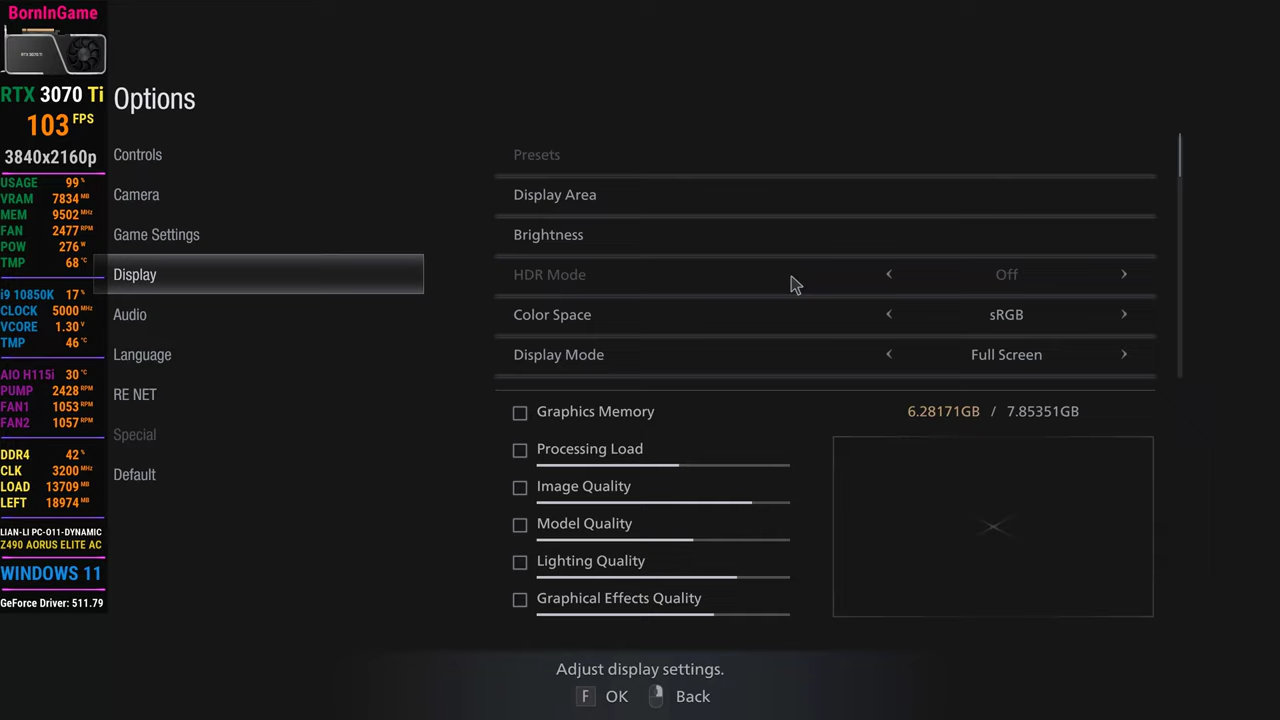 BornInGame
RTX 3070 Ti
RTX 3070 Ti
103 FPS
3840x2160p
USAGE 99 %
VRAM 7834 MB
MEM 9502 MHz
FAN 2477 RPM
POW 276 W
TMP 68 °C
i9 10850K 17 %
CLOCK 5000 MHz
VCORE 1.30 V
TMP 46 °C
AIO H115i 30 °C
PUMP 2428 RPM
FAN1 1053 RPM
FAN2 1057 RPM
DDR4 42 %
CLK 3200 MHz
LOAD 13709 MB
LEFT 18974 MB
LIAN-LI PC-O11-DYNAMIC
Z490 AORUS ELITE AC
WINDOWS 11
GeForce Driver: 511.79
Options
Controls
Camera
Game Settings
Display
Audio
Language
RE NET
Special
Default
Presets
Display Area
Brightness
HDR Mode Off
Color Space sRGB
Display Mode Full Screen
Graphics Memory 6.28171GB / 7.85351GB
Processing Load
Image Quality
Model Quality
Lighting Quality
Graphical Effects Quality
Adjust display settings.
F OK Back